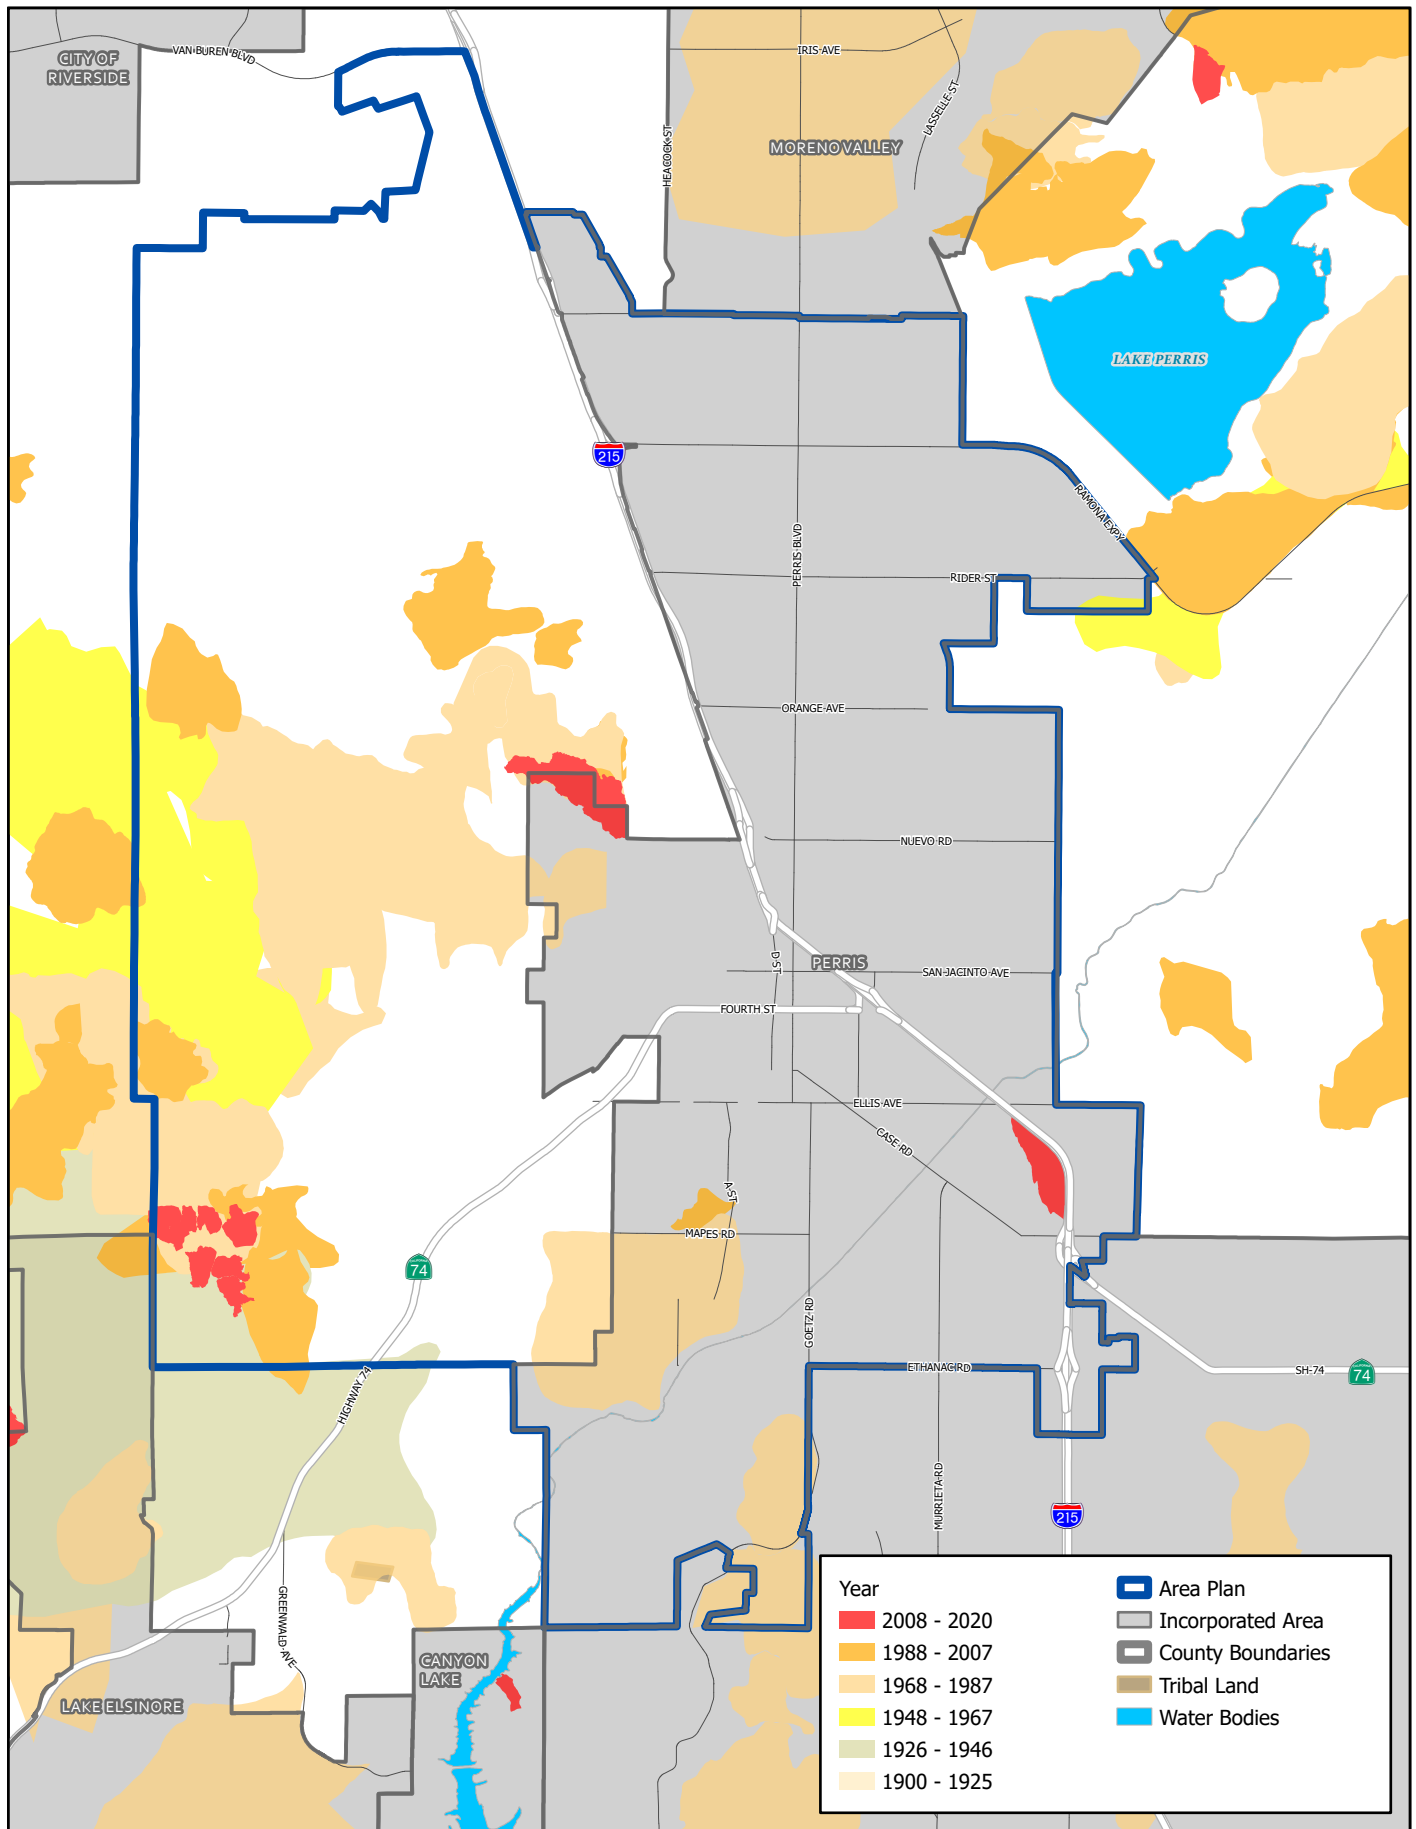 CITY OF
RIVERSIDE
VAN BUREN BLVD
IRIS AVE
LASSELLE ST
HEACOCK ST
MORENO VALLEY
LAKE PERRIS
215
RAMONA EXPY
PERRIS BLVD
RIDER ST
ORANGE AVE
NUEVO RD
D ST
PERRIS
SAN JACINTO AVE
FOURTH ST
ELLIS AVE
CASE RD
A ST
MAPES RD
CALIFORNIA
74
GOETZ RD
ETHANAC RD
HIGHWAY 74
SH-74
CALIFORNIA
74
MURRIETA RD
215
GREENWALD AVE
CANYON
LAKE
LAKE ELSINORE
Year
2008 - 2020
1988 - 2007
1968 - 1987
1948 - 1967
1926 - 1946
1900 - 1925
Area Plan
Incorporated Area
County Boundaries
Tribal Land
Water Bodies